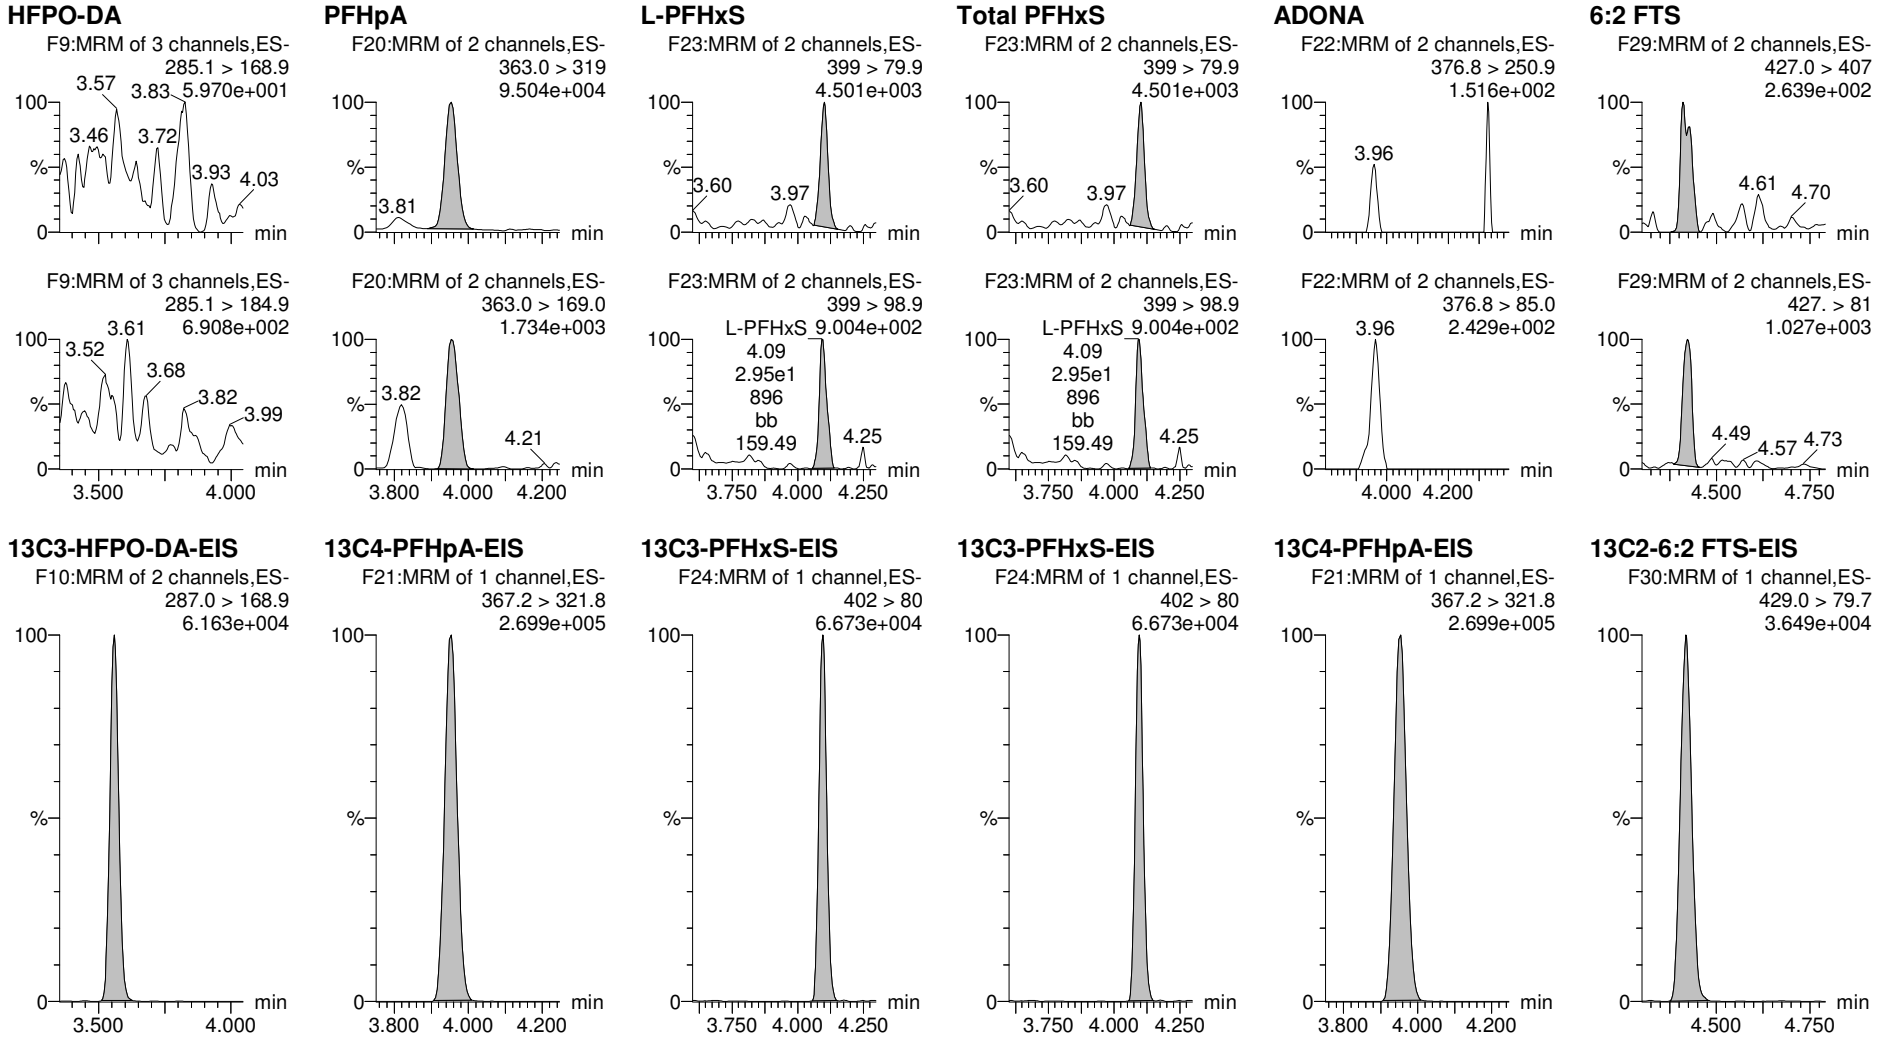 HFPO-DA
F9:MRM of 3 channels,ES-
285.1 > 168.9
5.970e+001
3.57
3.83
3.46
3.72
3.93
4.03
100
%
0
min
F9:MRM of 3 channels,ES-
285.1 > 184.9
6.908e+002
3.61
3.52
3.68
3.82
3.99
100
%
0
min
3.500
4.000
PFHpA
F20:MRM of 2 channels,ES-
363.0 > 319
9.504e+004
3.81
100
%
0
min
F20:MRM of 2 channels,ES-
363.0 > 169.0
1.734e+003
3.82
4.21
100
%
0
min
3.800
4.000
4.200
L-PFHxS
F23:MRM of 2 channels,ES-
399 > 79.9
4.501e+003
3.60
3.97
100
%
0
min
F23:MRM of 2 channels,ES-
399 > 98.9
9.004e+002
L-PFHxS
4.09
2.95e1
896
bb
159.49
4.25
100
%
0
min
3.750
4.000
4.250
Total PFHxS
F23:MRM of 2 channels,ES-
399 > 79.9
4.501e+003
3.60
3.97
100
%
0
min
F23:MRM of 2 channels,ES-
399 > 98.9
9.004e+002
L-PFHxS
4.09
2.95e1
896
bb
159.49
4.25
100
%
0
min
3.750
4.000
4.250
ADONA
F22:MRM of 2 channels,ES-
376.8 > 250.9
1.516e+002
3.96
100
%
0
min
F22:MRM of 2 channels,ES-
376.8 > 85.0
2.429e+002
3.96
100
%
0
min
4.000
4.200
6:2 FTS
F29:MRM of 2 channels,ES-
427.0 > 407
2.639e+002
4.61
4.70
100
%
0
min
F29:MRM of 2 channels,ES-
427. > 81
1.027e+003
4.49
4.57
4.73
100
%
0
min
4.500
4.750
13C3-HFPO-DA-EIS
F10:MRM of 2 channels,ES-
287.0 > 168.9
6.163e+004
100
%
0
min
3.500
4.000
13C4-PFHpA-EIS
F21:MRM of 1 channel,ES-
367.2 > 321.8
2.699e+005
100
%
0
min
3.800
4.000
4.200
13C3-PFHxS-EIS
F24:MRM of 1 channel,ES-
402 > 80
6.673e+004
100
%
0
min
3.750
4.000
4.250
13C3-PFHxS-EIS
F24:MRM of 1 channel,ES-
402 > 80
6.673e+004
100
%
0
min
3.750
4.000
4.250
13C4-PFHpA-EIS
F21:MRM of 1 channel,ES-
367.2 > 321.8
2.699e+005
100
%
0
min
3.800
4.000
4.200
13C2-6:2 FTS-EIS
F30:MRM of 1 channel,ES-
429.0 > 79.7
3.649e+004
100
%
0
min
4.500
4.750